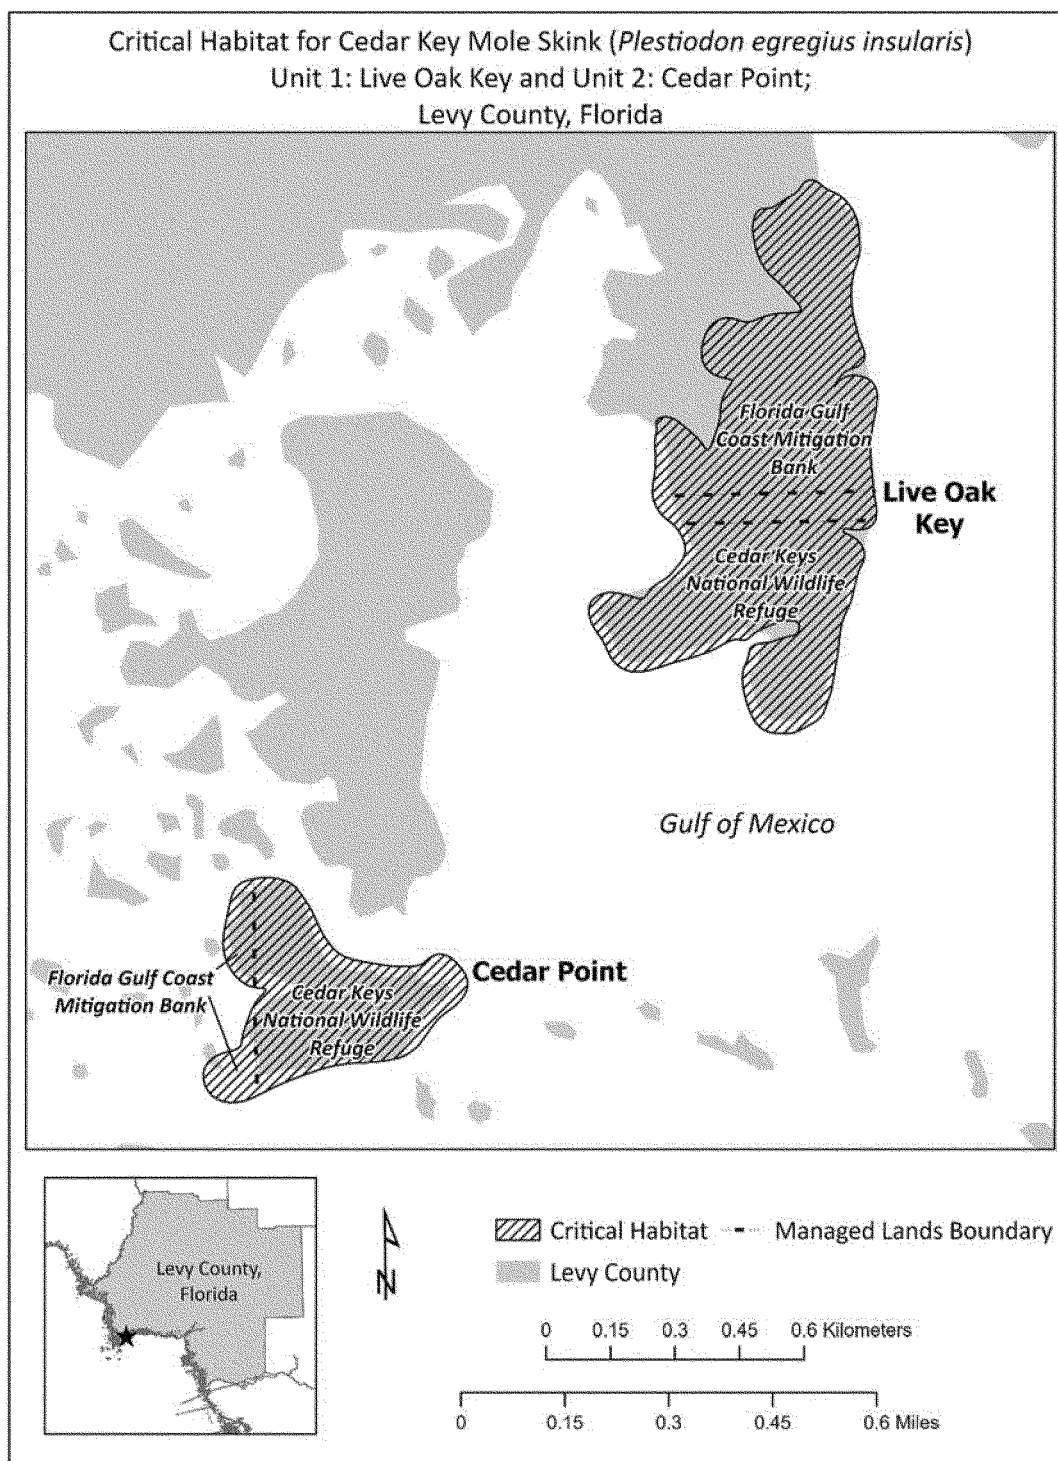 Critical Habitat for Cedar Key Mole Skink (Plestiodon egregius insularis)
Unit 1: Live Oak Key and Unit 2: Cedar Point;
Levy County, Florida
Florida Gulf
Coast Mitigation
Bank
Live Oak
Key
Cedar Keys
National Wildlife
Refuge
Gulf of Mexico
Cedar Point
Florida Gulf Coast
Mitigation Bank
Cedar Keys
National Wildlife
Refuge
Levy County,
Florida
N
Critical Habitat
Managed Lands Boundary
Levy County
0 0.15 0.3 0.45 0.6 Kilometers
0 0.15 0.3 0.45 0.6 Miles